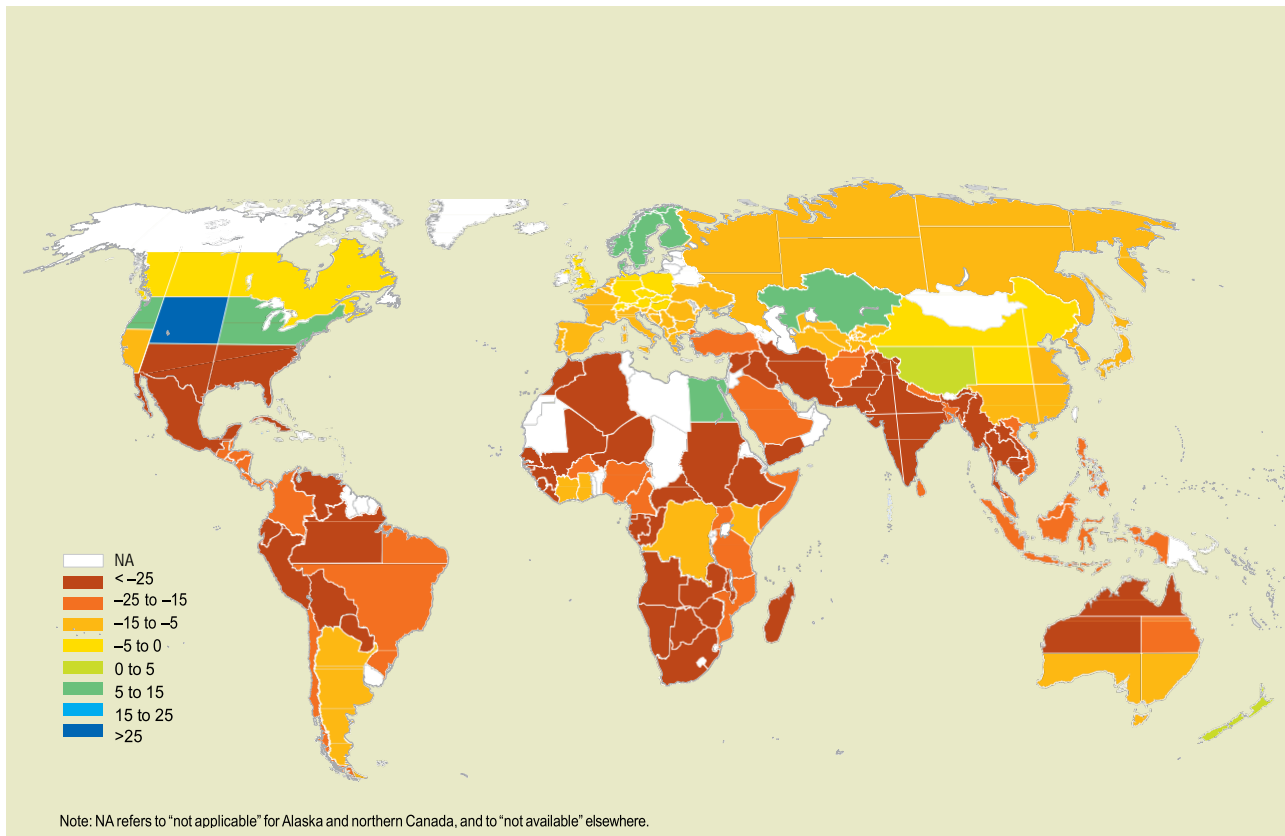 NA
< –25
–25 to –15
–15 to –5
–5 to 0
0 to 5
5 to 15
15 to 25
>25
Note: NA refers to “not applicable” for Alaska and northern Canada, and to “not available” elsewhere.